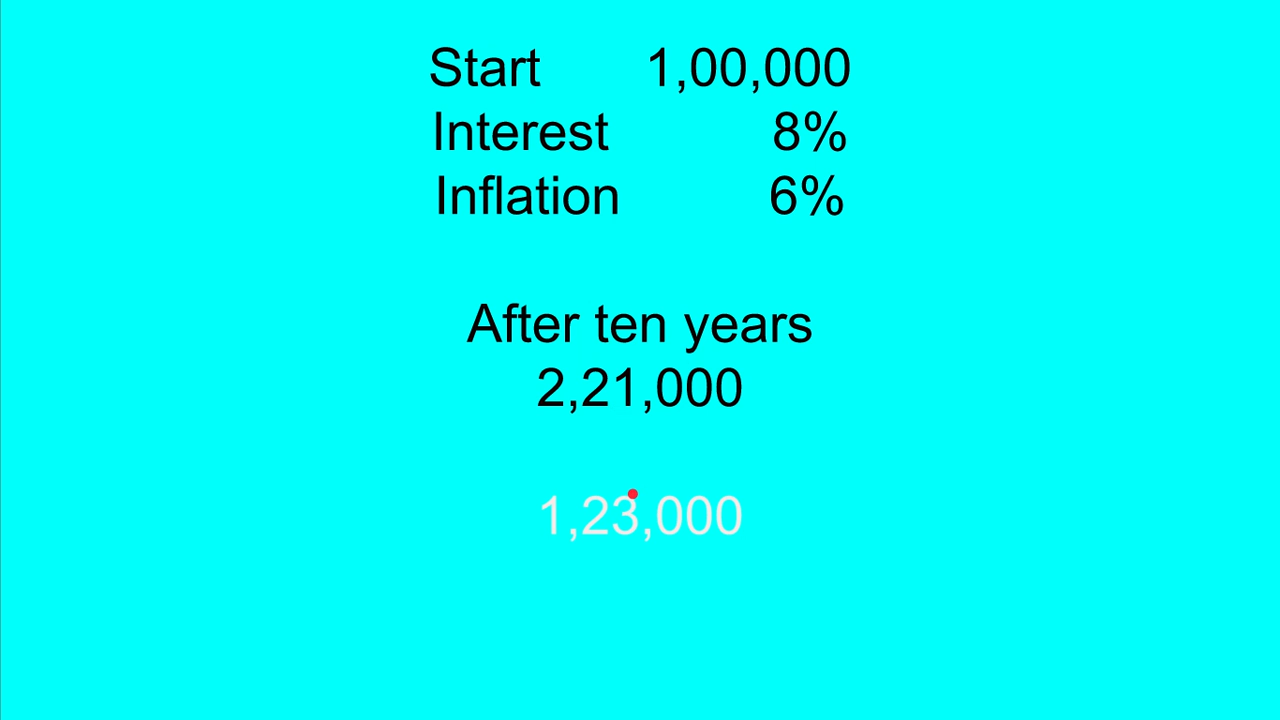 Start 1,00,000
Interest 8%
Inflation 6%
After ten years
2,21,000
1,23,000